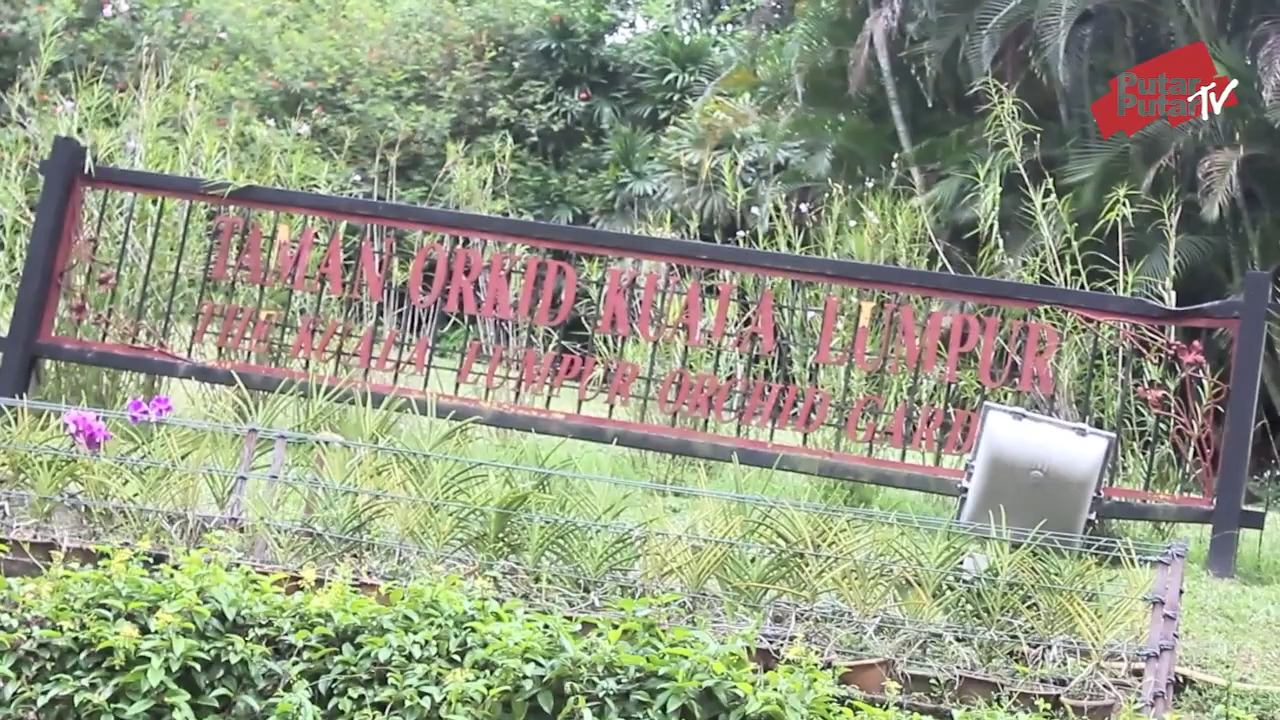 Putar
Putar TV
TAMAN ORKID KUALA LUMPUR
THE KUALA LUMPUR ORCHID GARD